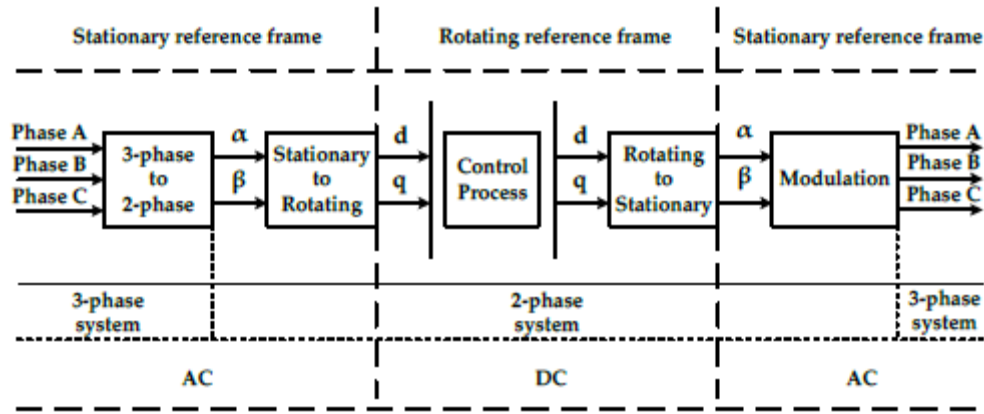 Stationary reference frame
Rotating reference frame
Stationary reference frame
Phase A
Phase B
Phase C
3-phase
to
2-phase
α
β
Stationary
to
Rotating
d
q
Control
Process
d
q
Rotating
to
Stationary
α
β
Modulation
Phase A
Phase B
Phase C
3-phase
system
2-phase
system
3-phase
system
AC
DC
AC